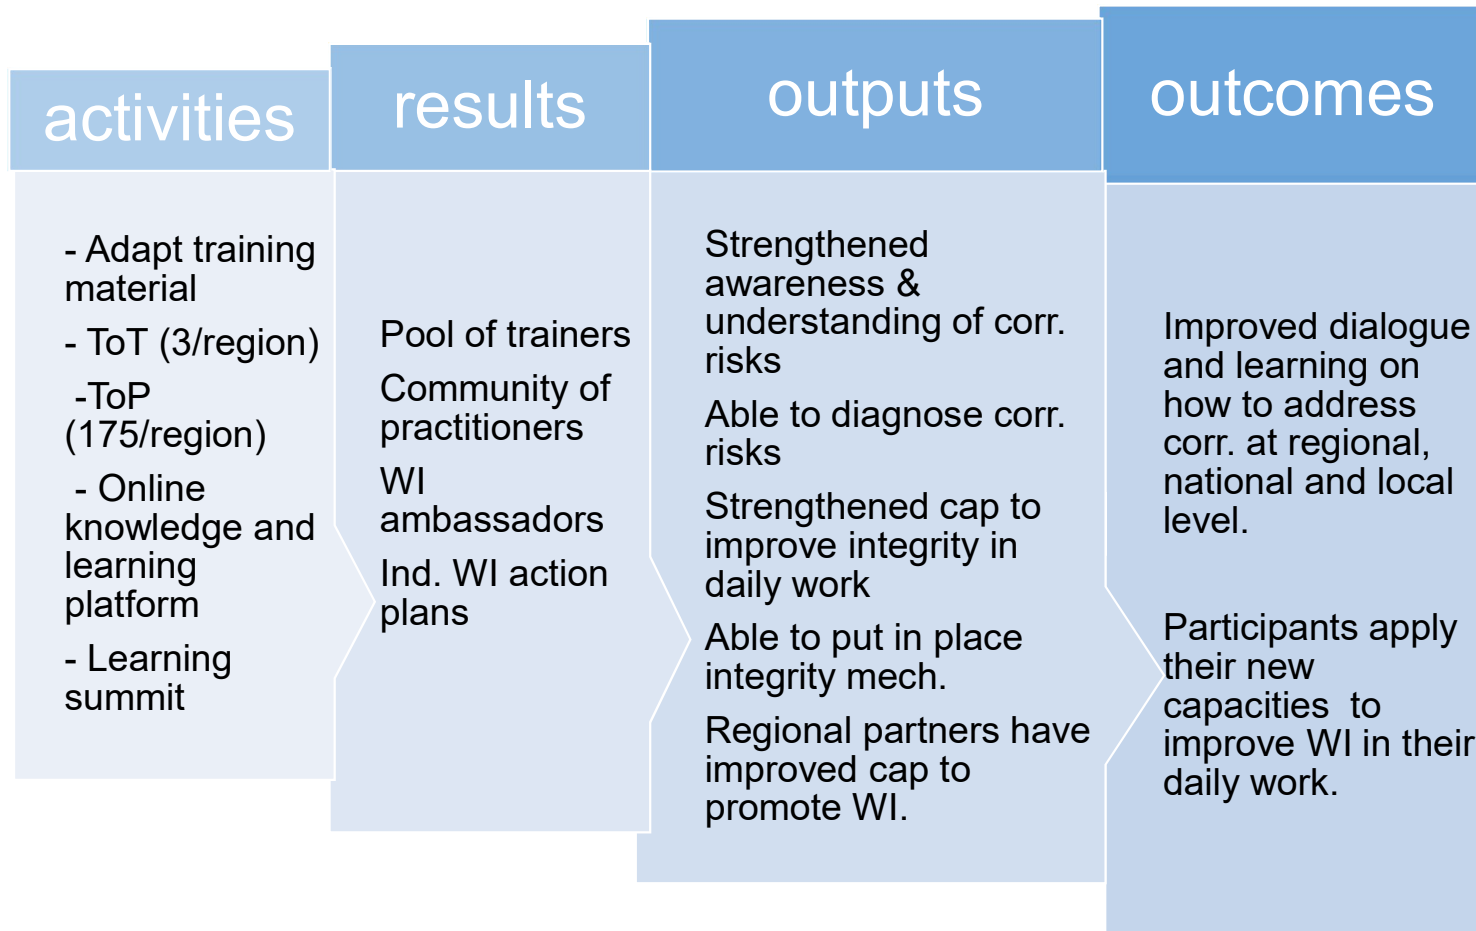 activities
- Adapt training
material
- ToT (3/region)
-ToP
(175/region)
- Online
knowledge and
learning
platform
- Learning
summit
results
Pool of trainers
Community of
practitioners
WI
ambassadors
Ind. WI action
plans
outputs
Strengthened
awareness &
understanding of corr.
risks
Able to diagnose corr.
risks
Strengthened cap to
improve integrity in
daily work
Able to put in place
integrity mech.
Regional partners have
improved cap to
promote WI.
outcomes
Improved dialogue
and learning on
how to address
corr. at regional,
national and local
level.
Participants apply
their new
capacities  to
improve WI in their
daily work.